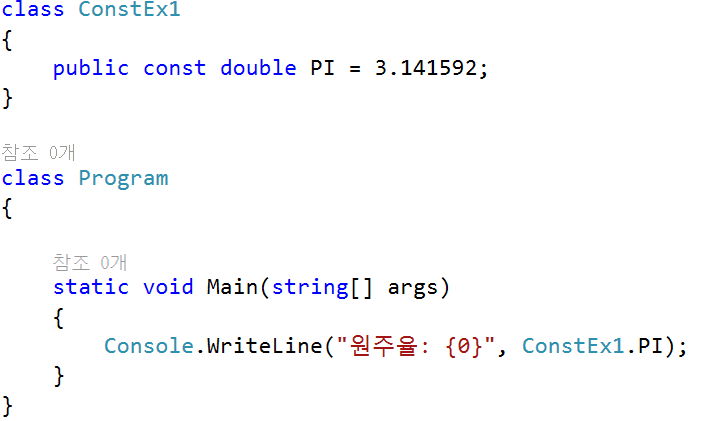 class ConstEx1
{
    public const double PI = 3.141592;
}
참조 0개
class Program
{
    참조 0개
    static void Main(string[] args)
    {
        Console.WriteLine("원주율: {0}", ConstEx1.PI);
    }
}